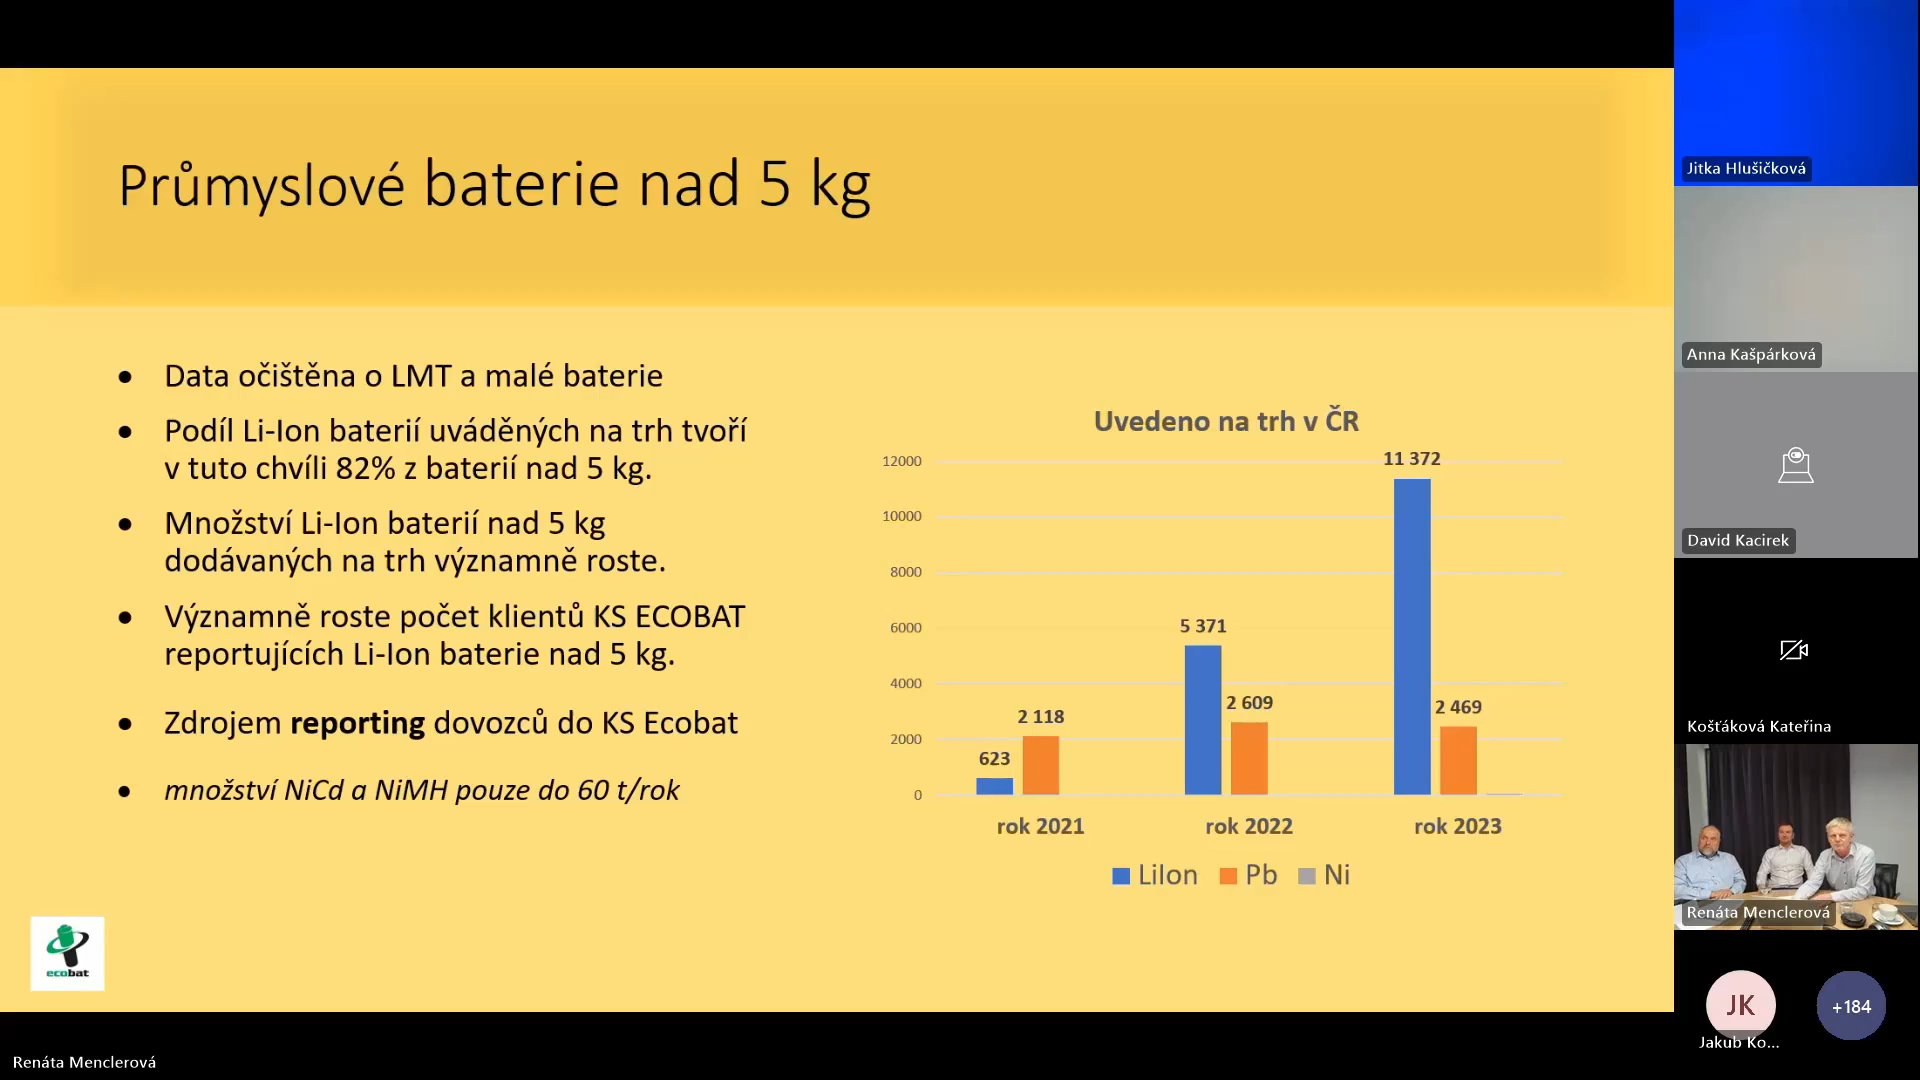 Průmyslové baterie nad 5 kg
Data očištěna o LMT a malé baterie
Podíl Li-Ion baterií uváděných na trh tvoří
v tuto chvíli 82% z baterií nad 5 kg.
Množství Li-Ion baterií nad 5 kg
dodávaných na trh významně roste.
Významně roste počet klientů KS ECOBAT
reportujících Li-Ion baterie nad 5 kg.
Zdrojem reporting dovozců do KS Ecobat
množství NiCd a NiMH pouze do 60 t/rok
ecobat
Uvedeno na trh v ČR
12000
10000
8000
6000
4000
2000
0
623
2 118
5 371
2 609
11 372
2 469
rok 2021
rok 2022
rok 2023
LiIon
Pb
Ni
Jitka Hlušičková
Anna Kašpárková
David Kacirek
Košťáková Kateřina
Renáta Menclerová
JK
Jakub Ko...
+184
Renáta Menclerová